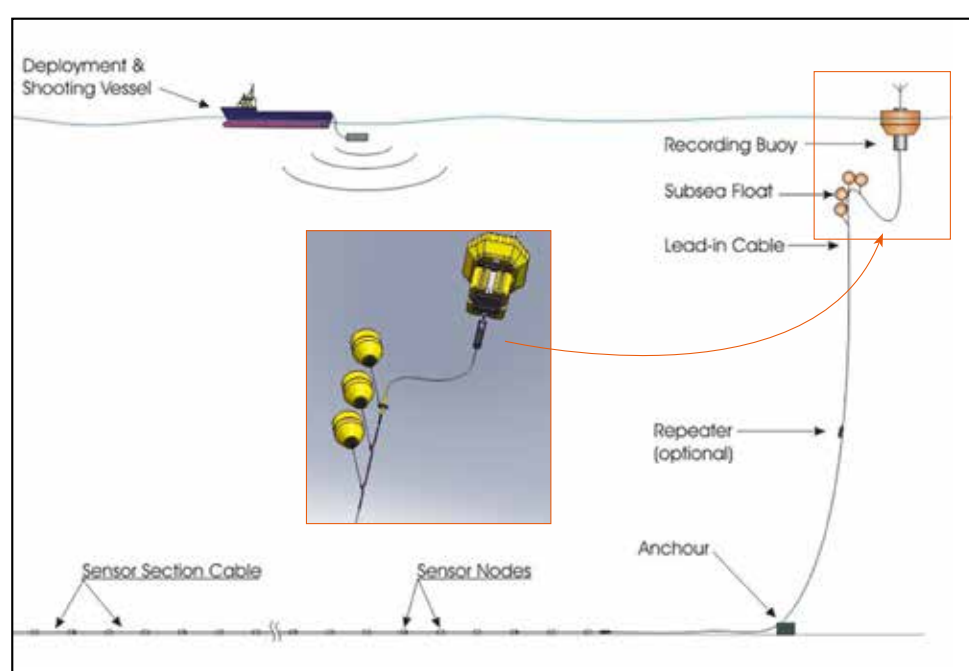 Deployment &
Shooting Vessel
Recording Buoy
Subsea Float
Lead-in Cable
Repeater
(optional)
Anchour
Sensor Section Cable
Sensor Nodes